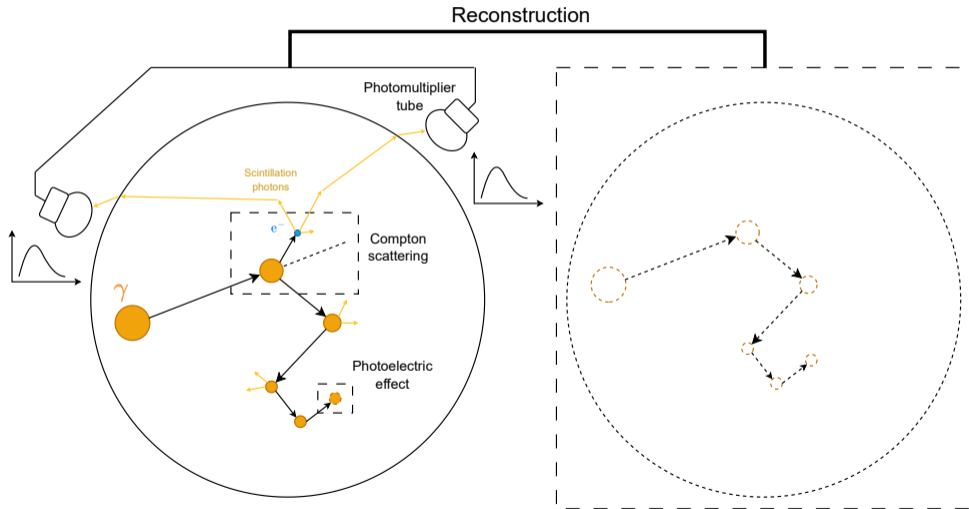 Reconstruction
Photomultiplier
tube
Scintillation
photons
e⁻
Compton
scattering
γ
Photoelectric
effect